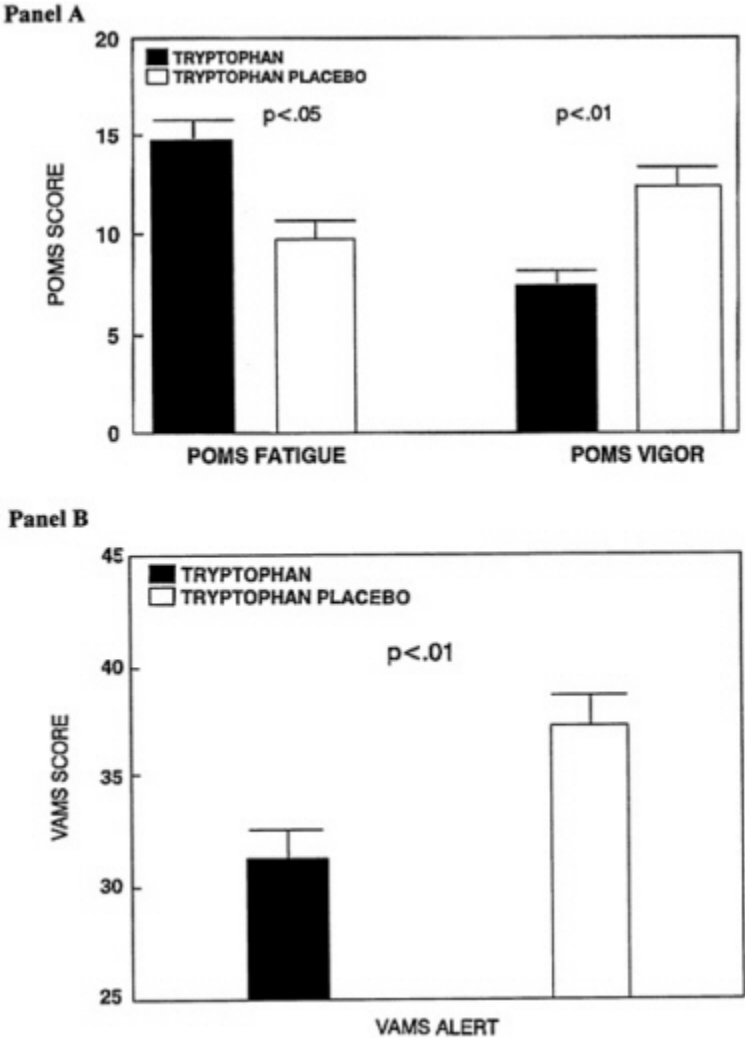 Panel A
20
15
10
5
0
POMS SCORE
TRYPTOPHAN
TRYPTOPHAN PLACEBO
p<.05
p<.01
POMS FATIGUE
POMS VIGOR
Panel B
45
40
35
30
25
VAMS SCORE
TRYPTOPHAN
TRYPTOPHAN PLACEBO
p<.01
VAMS ALERT